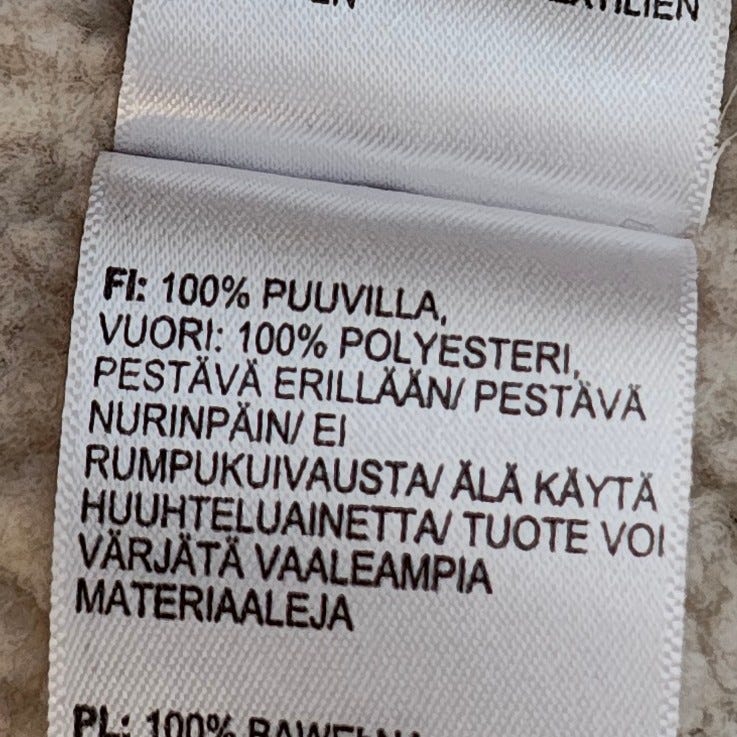 FI: 100% PUUVILLA,
VUORI: 100% POLYESTERI,
PESTÄVÄ ERILLÄÄN/ PESTÄVÄ
NURINPÄIN/ EI
RUMPUKUIVAUSTA/ ÄLÄ KÄYTÄ
HUUHTELUAINETTA/ TUOTE VOI
VÄRJÄTÄ VAALEAMPIA
MATERIAALEJA
PL: 100% BAWEŁNA